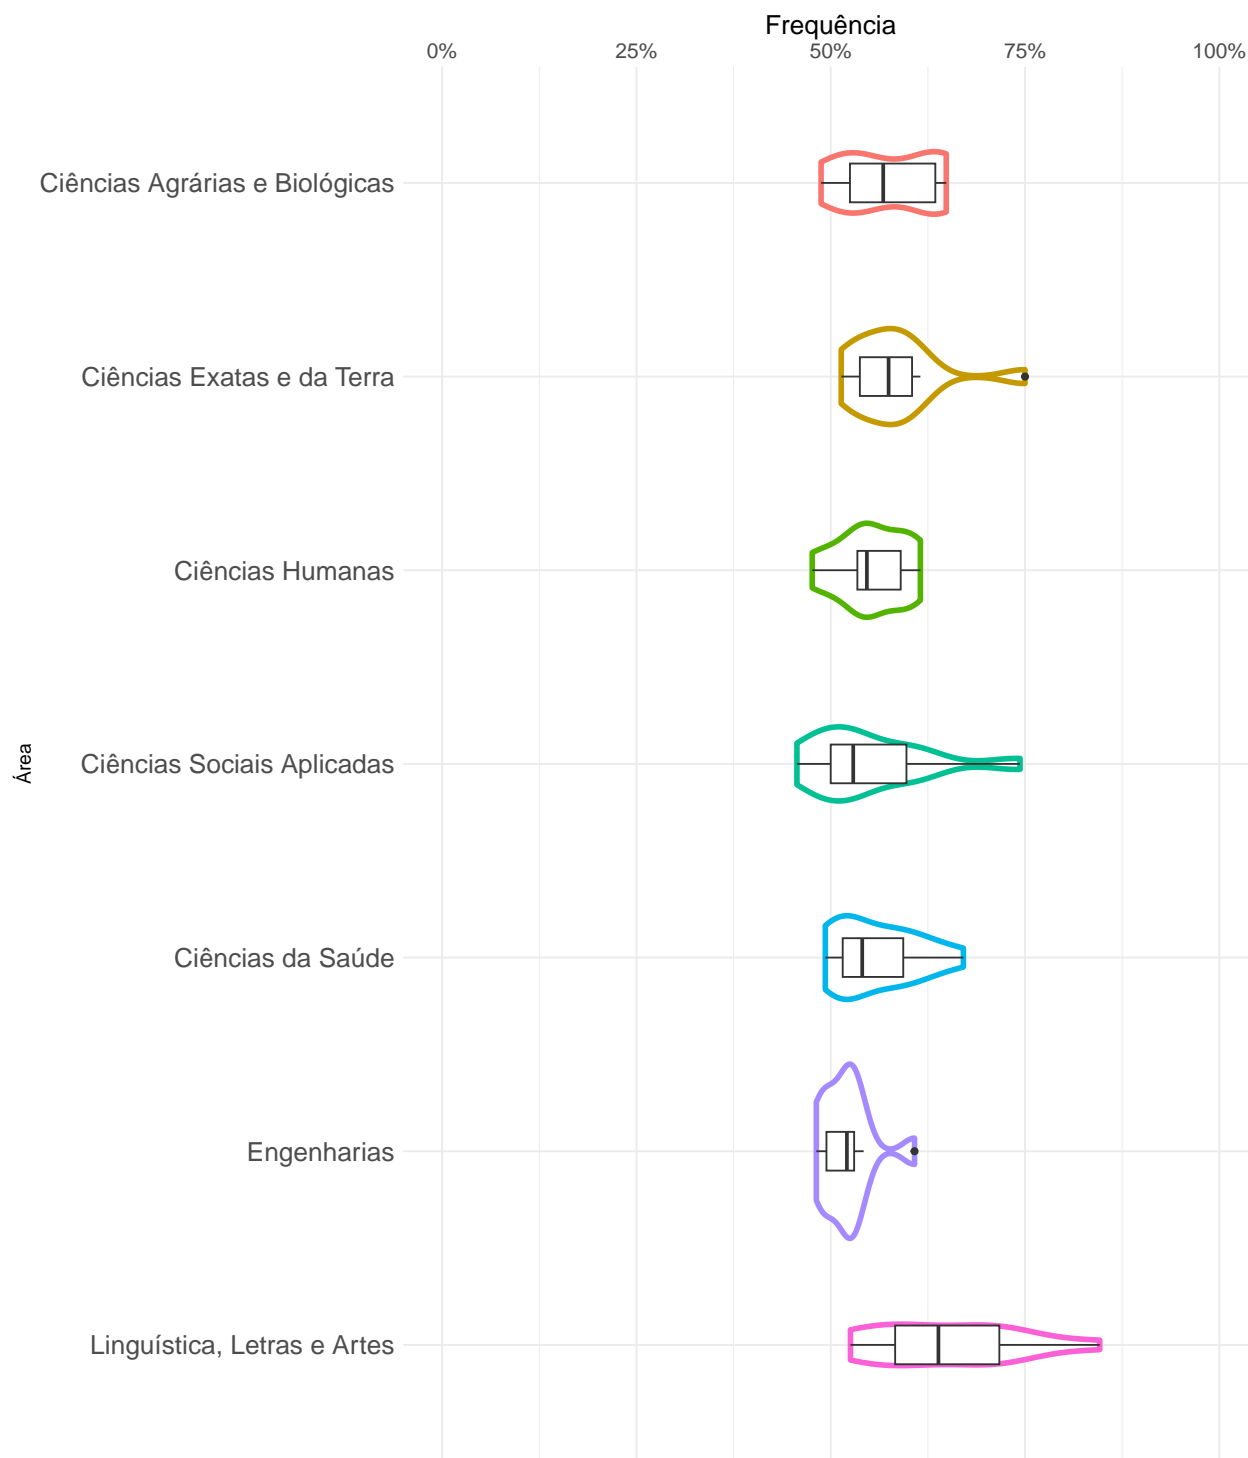 Frequência
0% 25% 50% 75% 100%
Ciências Agrárias e Biológicas
Ciências Exatas e da Terra
Ciências Humanas
Área
Ciências Sociais Aplicadas
Ciências da Saúde
Engenharias
Linguística, Letras e Artes